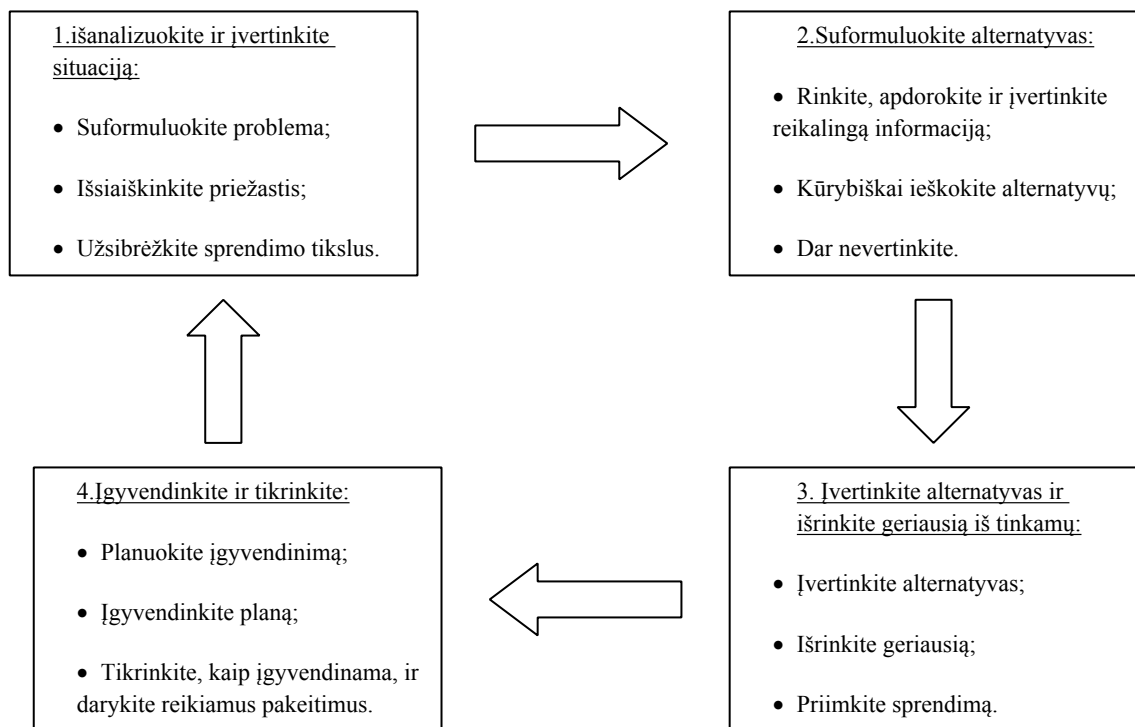 1.išanalizuokite ir įvertinkite
situaciją:
• Suformuluokite problema;
• Išsiaiškinkite priežastis;
• Užsibrėžkite sprendimo tikslus.
2.Suformuluokite alternatyvas:
• Rinkite, apdorokite ir įvertinkite
reikalingą informaciją;
• Kūrybiškai ieškokite alternatyvų;
• Dar nevertinkite.
3. Įvertinkite alternatyvas ir
išrinkite geriausią iš tinkamų:
• Įvertinkite alternatyvas;
• Išrinkite geriausią;
• Priimkite sprendimą.
4.Įgyvendinkite ir tikrinkite:
• Planuokite įgyvendinimą;
• Įgyvendinkite planą;
• Tikrinkite, kaip įgyvendinama, ir
darykite reikiamus pakeitimus.